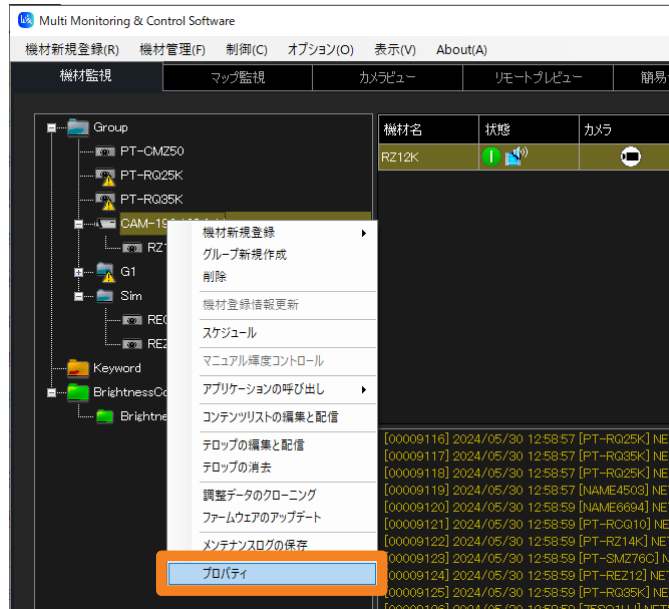 Multi Monitoring & Control Software
機材新規登録(R) 機材管理(F) 制御(C) オプション(O) 表示(V) About(A)
機材監視 マップ監視 カメラビュー リモートプレビュー 簡易
Group
PT-CMZ50
PT-RQ25K
PT-RQ35K
CAM-19
RZ1
G1
Sim
REC
REZ
Keyword
BrightnessCo
Brightne
機材名 状態 カメラ
RZ12K
機材新規登録
グループ新規作成
削除
機材登録情報更新
スケジュール
マニュアル輝度コントロール
アプリケーションの呼び出し
コンテンツリストの編集と配信
テロップの編集と配信
テロップの消去
調整データのクローニング
ファームウェアのアップデート
メンテナンスログの保存
プロパティ
[00009116] 2024/05/30 12:58:57 [PT-RQ25K] NE
[00009117] 2024/05/30 12:58:57 [PT-RQ35K] NE
[00009118] 2024/05/30 12:58:57 [PT-RQ25K] NE
[00009119] 2024/05/30 12:58:57 [NAME4503] NE
[00009120] 2024/05/30 12:58:59 [NAME6694] NE
[00009121] 2024/05/30 12:58:59 [PT-RCQ10] NE
[00009122] 2024/05/30 12:58:59 [PT-RZ14K] NET
[00009123] 2024/05/30 12:58:59 [PT-SMZ76C] N
[00009124] 2024/05/30 12:58:59 [PT-REZ12] NET
[00009125] 2024/05/30 12:58:59 [PT-RQ35K] NE